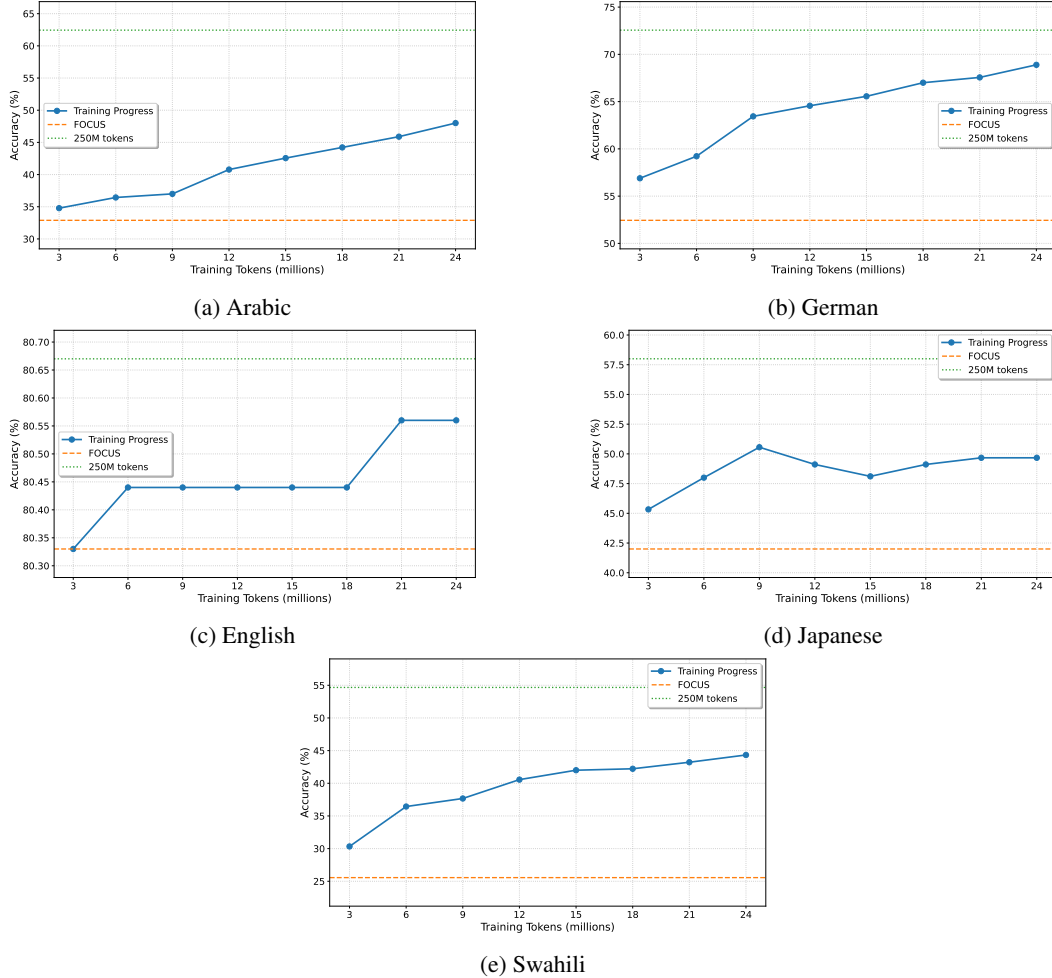 65
60
55
50
45
40
35
30
Accuracy (%)
Training Progress
FOCUS
250M tokens
3 6 9 12 15 18 21 24
Training Tokens (millions)
(a) Arabic
75
70
65
60
55
50
Accuracy (%)
Training Progress
FOCUS
250M tokens
3 6 9 12 15 18 21 24
Training Tokens (millions)
(b) German
80.70
80.65
80.60
80.55
80.50
80.45
80.40
80.35
80.30
Accuracy (%)
Training Progress
FOCUS
250M tokens
3 6 9 12 15 18 21 24
Training Tokens (millions)
(c) English
60.0
57.5
55.0
52.5
50.0
47.5
45.0
42.5
40.0
Accuracy (%)
Training Progress
FOCUS
250M tokens
3 6 9 12 15 18 21 24
Training Tokens (millions)
(d) Japanese
55
50
45
40
35
30
25
Accuracy (%)
Training Progress
FOCUS
250M tokens
3 6 9 12 15 18 21 24
Training Tokens (millions)
(e) Swahili